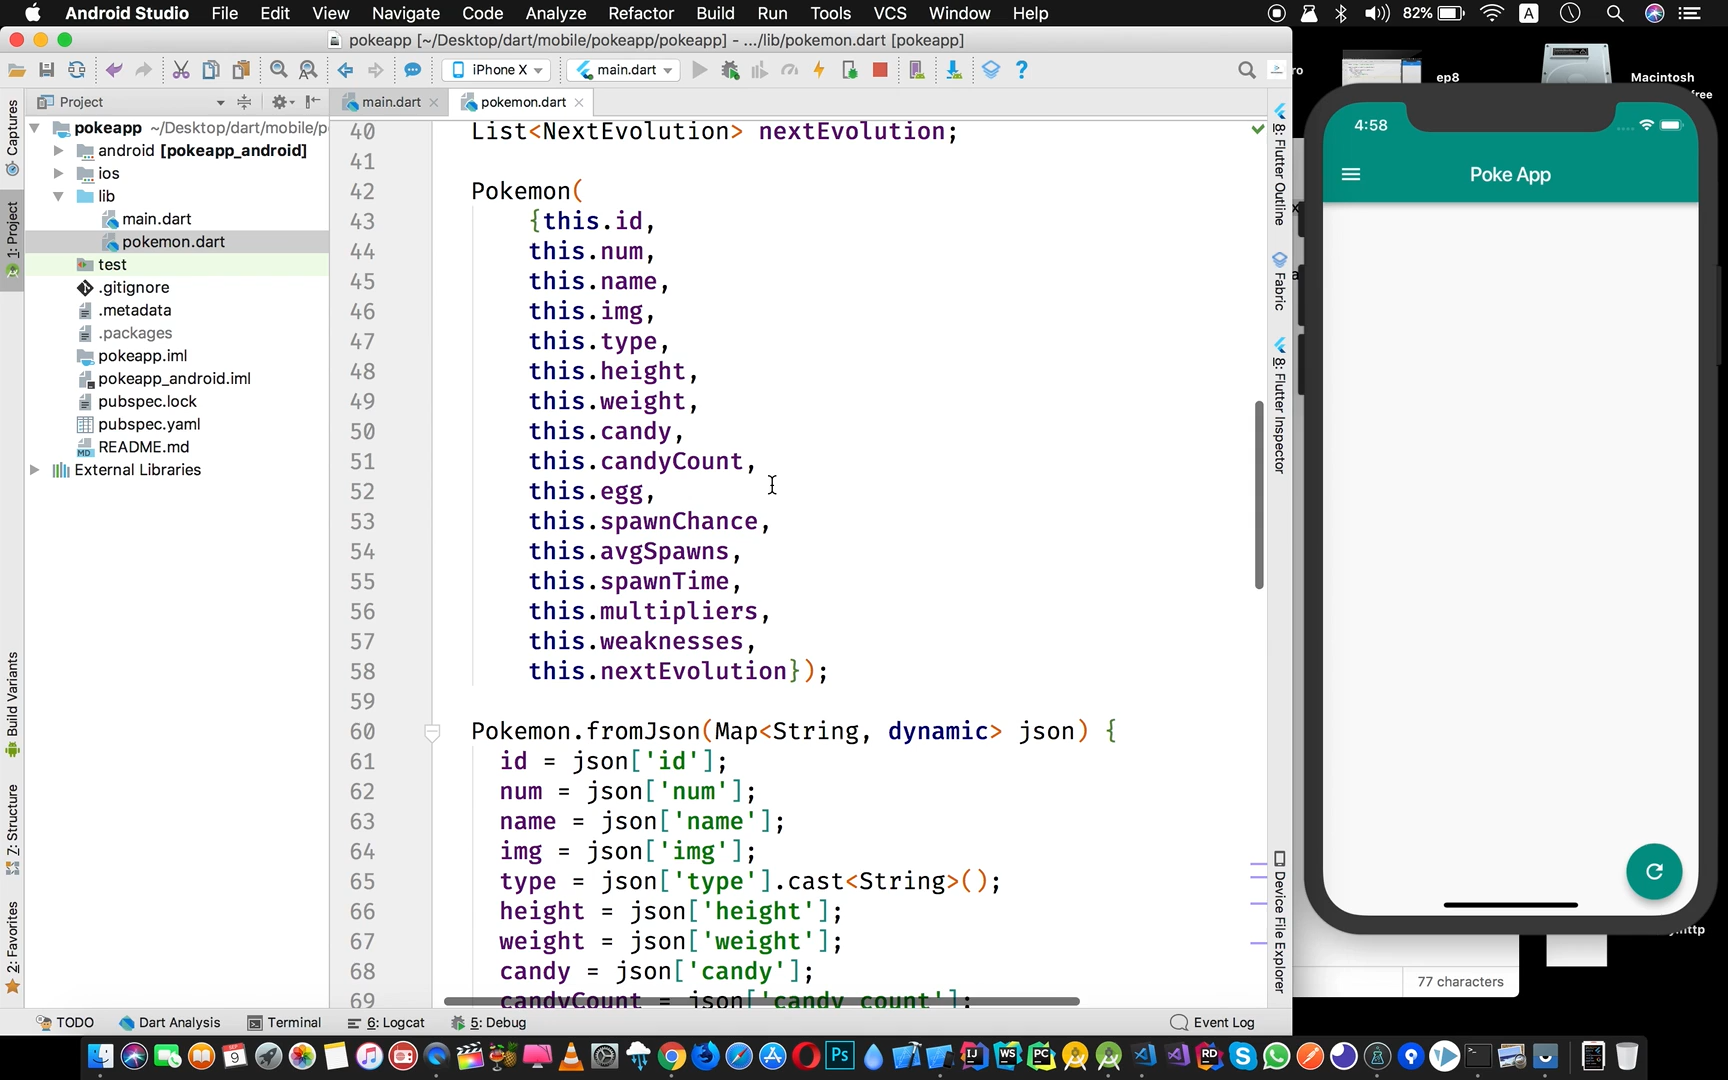 Android Studio File Edit View Navigate Code Analyze Refactor Build Run Tools VCS Window Help 82% A
pokeapp [~/Desktop/dart/mobile/pokeapp/pokeapp] - .../lib/pokemon.dart [pokeapp]
iPhone X main.dart
ep8
Macintosh
Project
main.dart pokemon.dart
pokeapp ~/Desktop/dart/mobile/p
android [pokeapp_android]
ios
lib
main.dart
pokemon.dart
test
.gitignore
.metadata
.packages
pokeapp.iml
pokeapp_android.iml
pubspec.lock
pubspec.yaml
README.md
External Libraries
Captures
1: Project
Build Variants
Z: Structure
2: Favorites
40 List<NextEvolution> nextEvolution;
41
42 Pokemon(
43 {this.id,
44 this.num,
45 this.name,
46 this.img,
47 this.type,
48 this.height,
49 this.weight,
50 this.candy,
51 this.candyCount,
52 this.egg,
53 this.spawnChance,
54 this.avgSpawns,
55 this.spawnTime,
56 this.multipliers,
57 this.weaknesses,
58 this.nextEvolution});
59
60 Pokemon.fromJson(Map<String, dynamic> json) {
61 id = json['id'];
62 num = json['num'];
63 name = json['name'];
64 img = json['img'];
65 type = json['type'].cast<String>();
66 height = json['height'];
67 weight = json['weight'];
68 candy = json['candy'];
69 candyCount = json['candy_count'];
8: Flutter Outline
Fabric
8: Flutter Inspector
Device File Explorer
4:58
Poke App
77 characters
TODO Dart Analysis Terminal 6: Logcat 5: Debug Event Log